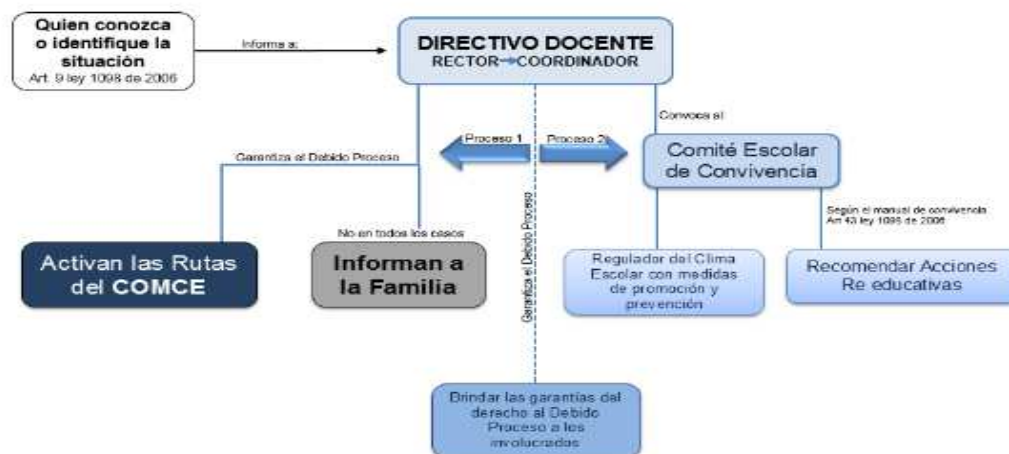 Quien conozca
o identifique la
situación
Art. 9 ley 1098 de 2006
Informa a:
DIRECTIVO DOCENTE
RECTOR→COORDINADOR
Convoca al
Proceso 1
Proceso 2
Garantiza el Debido Proceso
Comité Escolar
de Convivencia
Garantiza el Debido Proceso
Según el manual de convivencia
Art 43 ley 1098 de 2006
No en todos los casos
Activan las Rutas
del COMCE
Informan a
la Familia
Regulador del Clima
Escolar con medidas
de promoción y
prevención
Recomendar Acciones
Re educativas
Brindar las garantías del
derecho al Debido
Proceso a los
involucrados